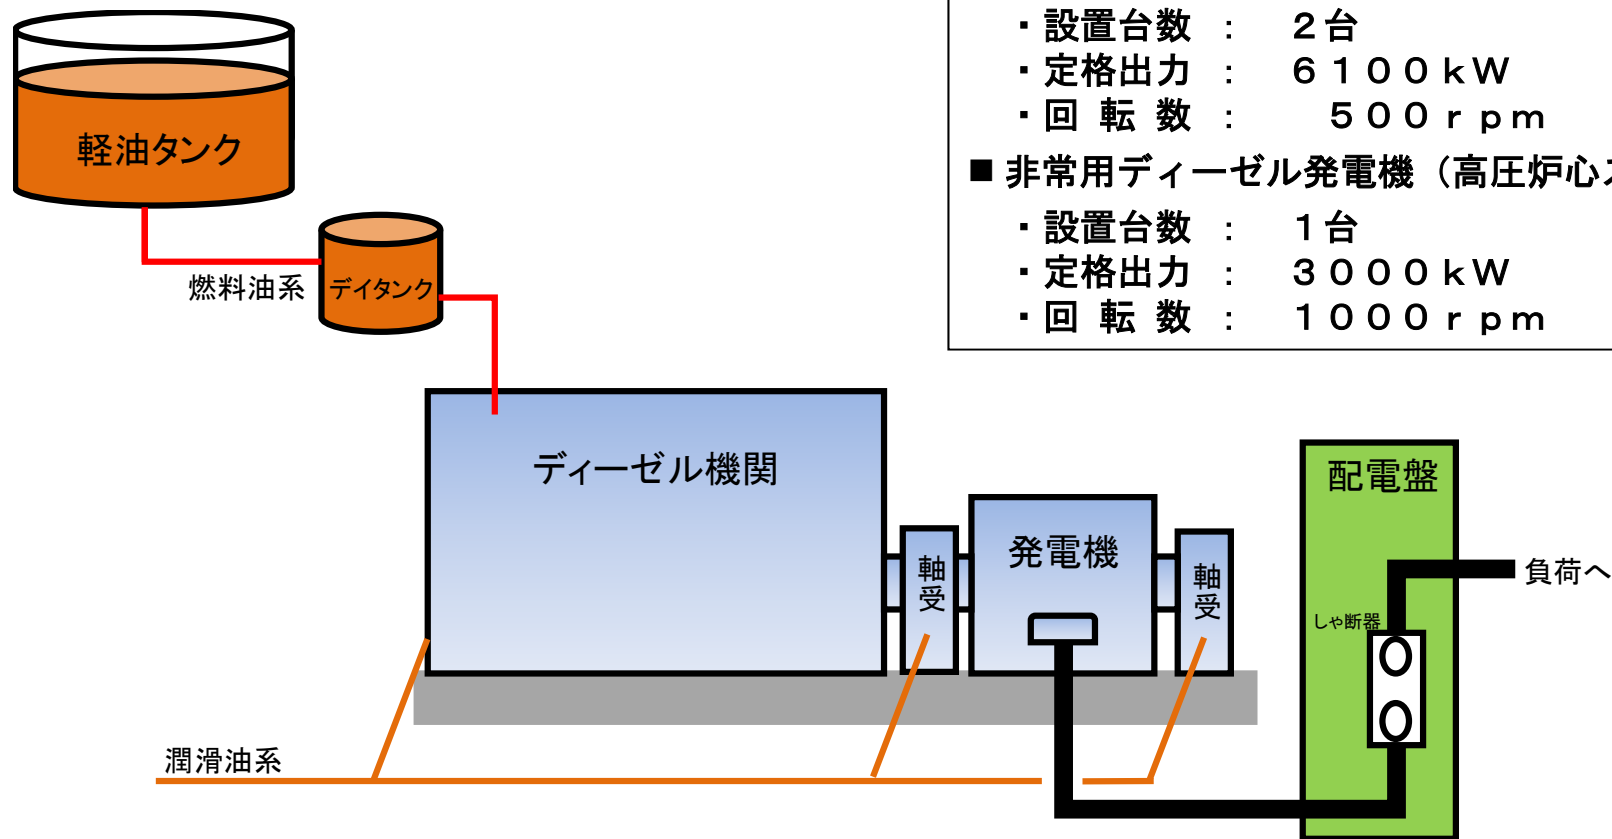 ・設置台数 ： ２台
・定格出力 ： ６１００ｋＷ
・回 転 数 ： ５００ｒｐｍ
■ 非常用ディーゼル発電機（高圧炉心
・設置台数 ： １台
・定格出力 ： ３０００ｋＷ
・回 転 数 ： １０００ｒｐｍ
軽油タンク
燃料油系
デイタンク
ディーゼル機関
軸受
発電機
軸受
配電盤
しゃ断器
負荷へ
潤滑油系